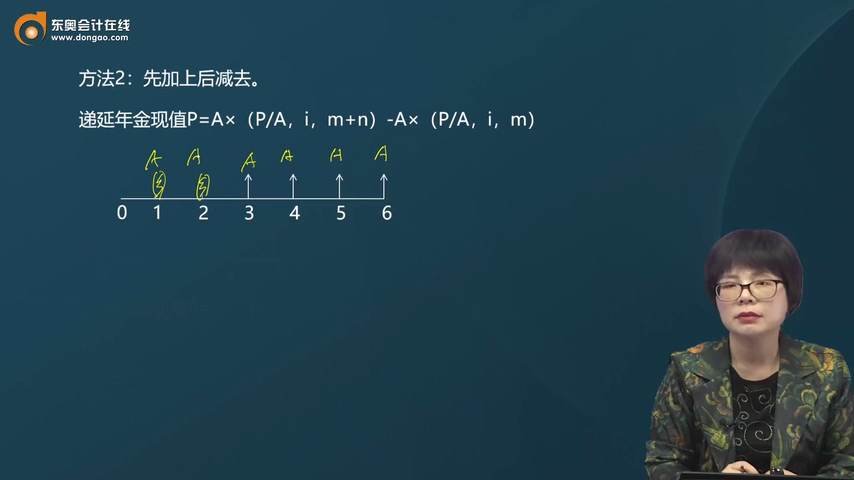 东奥会计在线
www.dongao.com
方法2：先加上后减去。
递延年金现值P=A×（P/A，i，m+n）-A×（P/A，i，m）
A A A A A A
0 1 2 3 4 5 6